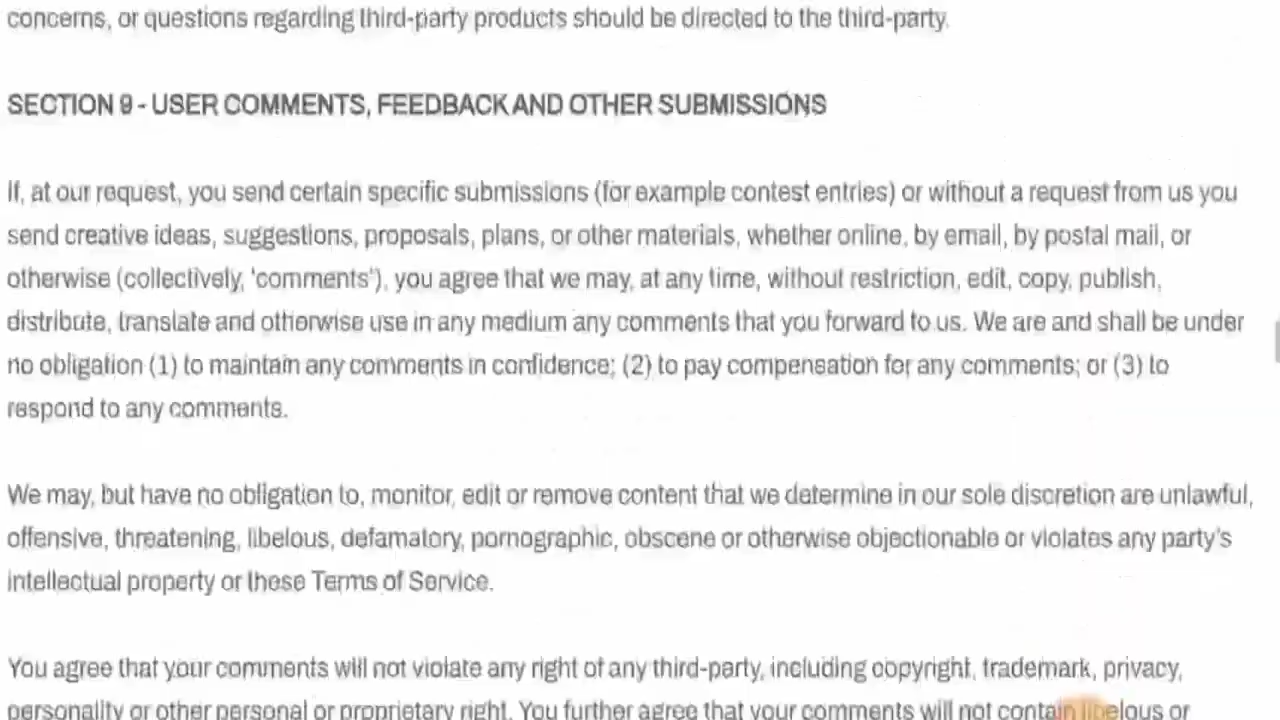 concerns, or questions regarding third-party products should be directed to the third-party.
SECTION 9 - USER COMMENTS, FEEDBACK AND OTHER SUBMISSIONS
If, at our request, you send certain specific submissions (for example contest entries) or without a request from us you
send creative ideas, suggestions, proposals, plans, or other materials, whether online, by email, by postal mail, or
otherwise (collectively, 'comments'), you agree that we may, at any time, without restriction, edit, copy, publish,
distribute, translate and otherwise use in any medium any comments that you forward to us. We are and shall be under
no obligation (1) to maintain any comments in confidence; (2) to pay compensation for any comments; or (3) to
respond to any comments.
We may, but have no obligation to, monitor, edit or remove content that we determine in our sole discretion are unlawful,
offensive, threatening, libelous, defamatory, pornographic, obscene or otherwise objectionable or violates any party's
intellectual property or these Terms of Service.
You agree that your comments will not violate any right of any third-party, including copyright, trademark, privacy,
personality or other personal or proprietary right. You further agree that your comments will not contain libelous or